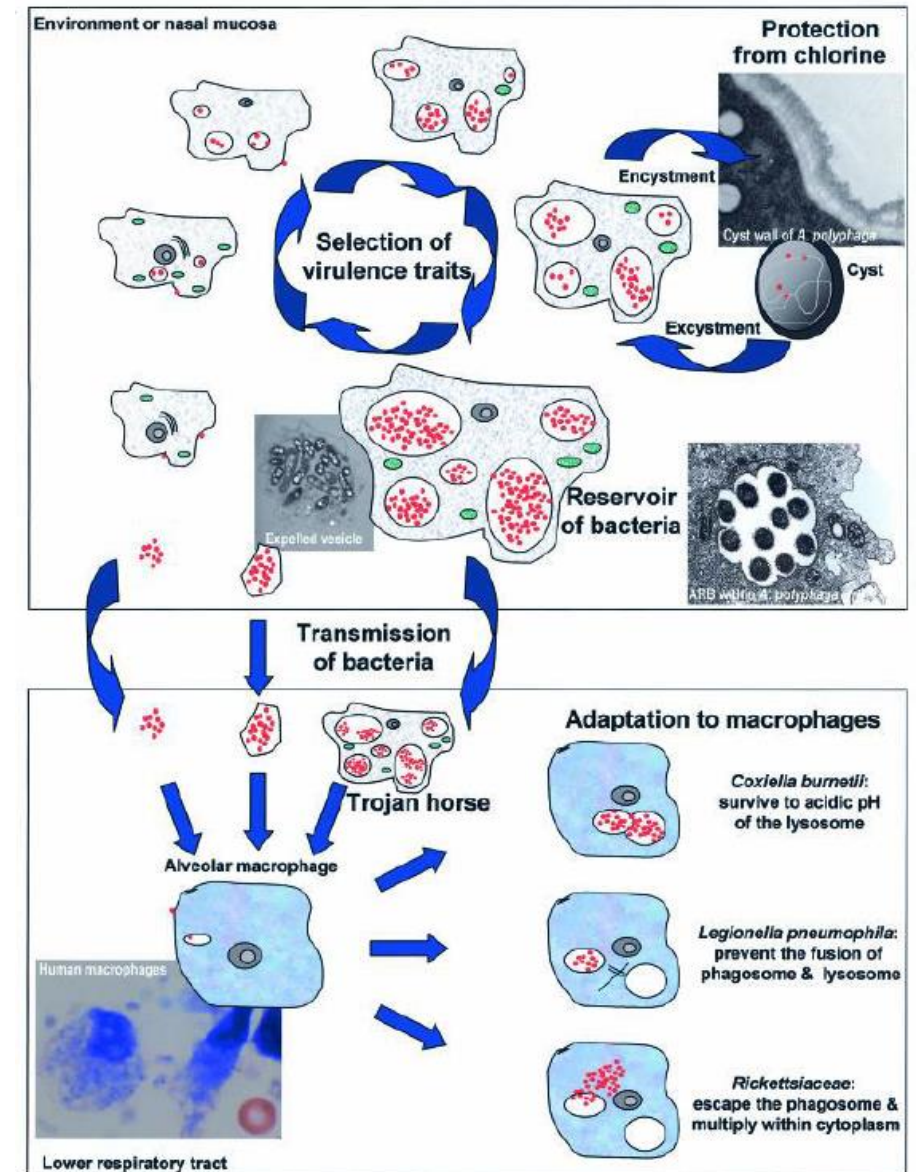 Environment or nasal mucosa
Protection
from chlorine
Encystment
Cyst wall of A. polyphaga
Selection of
virulence traits
Cyst
Excystment
Expelled vesicle
Reservoir
of bacteria
ARB within A. polyphaga
Transmission
of bacteria
Adaptation to macrophages
Trojan horse
Coxiella burnetii:
survive to acidic pH
of the lysosome
Alveolar macrophage
Legionella pneumophila:
prevent the fusion of
phagosome & lysosome
Human macrophages
Rickettsiaceae:
escape the phagosome &
multiply within cytoplasm
Lower respiratory tract